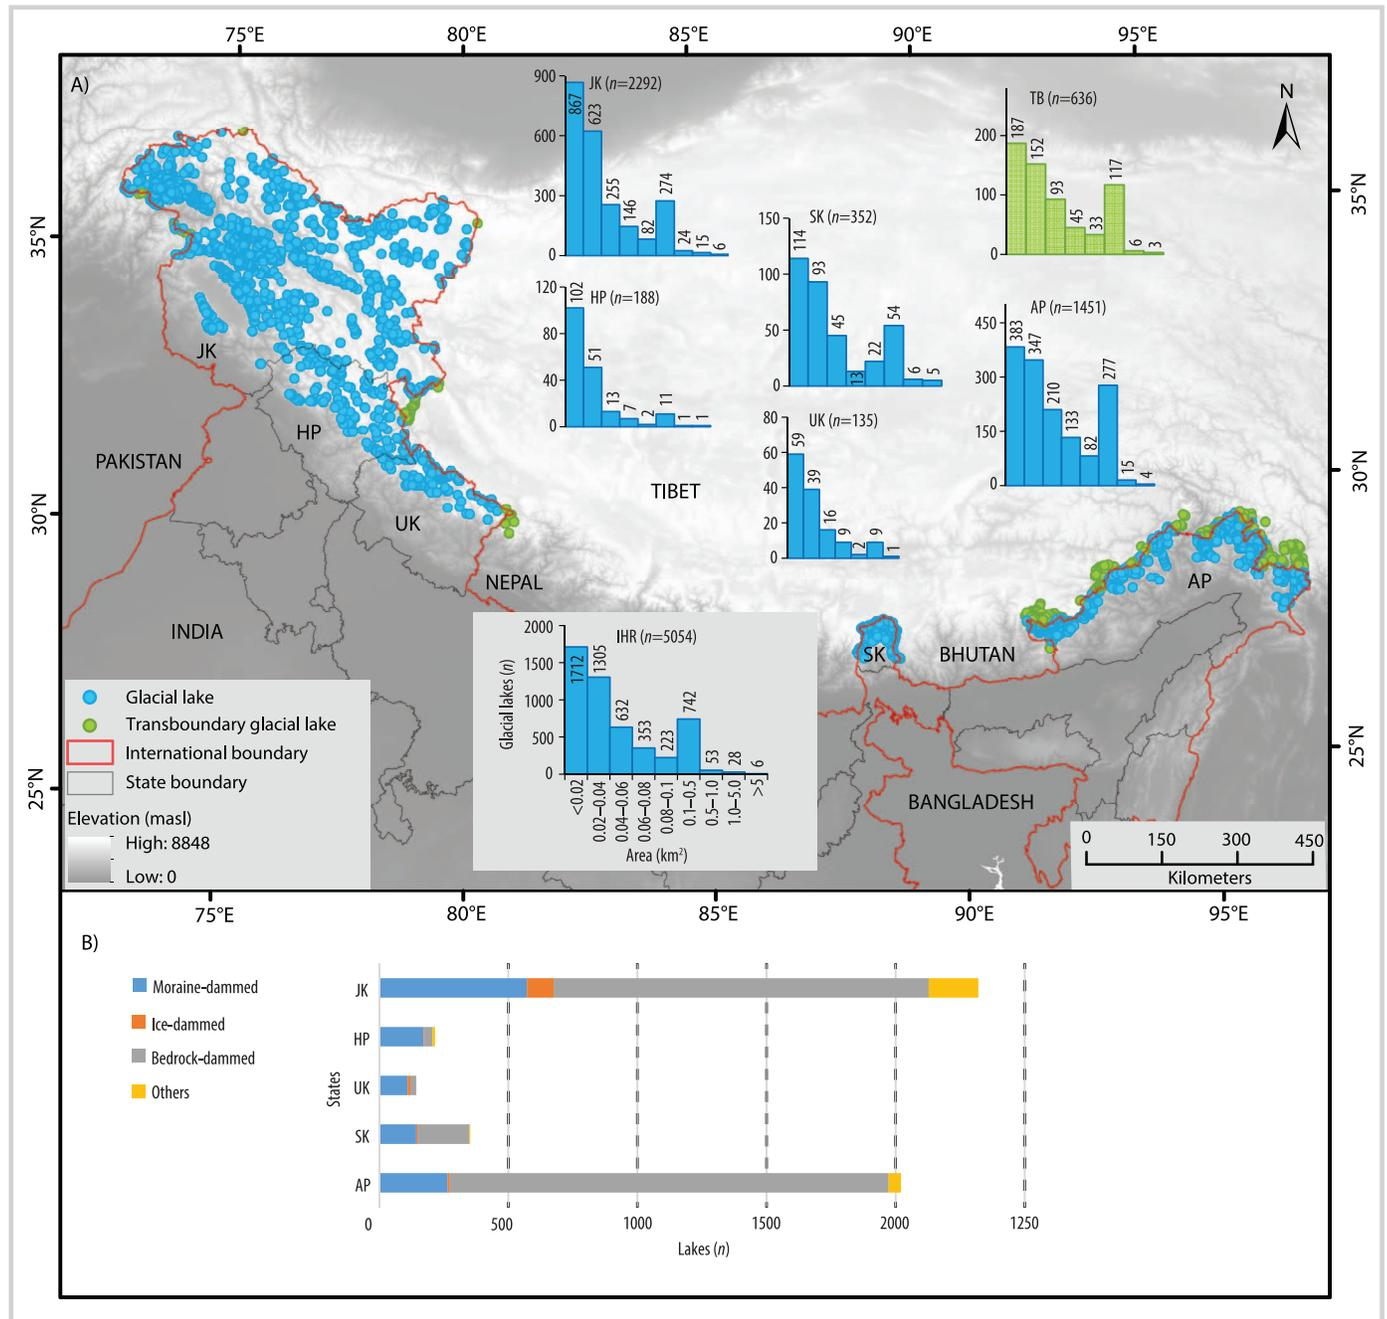 75°E 80°E 85°E 90°E 95°E
A)
N
35°N
30°N
25°N
35°N
30°N
25°N
JK (n=2292)
900
600
300
0
867 623 255 146 82 274 24 15 6
HP (n=188)
120
80
40
0
102 51 13 7 2 11 1 1
SK (n=352)
150
100
50
0
114 93 45 13 22 54 6 5
UK (n=135)
80
60
40
20
0
59 39 16 9 2 9 1
TB (n=636)
200
100
0
187 152 93 45 33 117 6 3
AP (n=1451)
450
300
150
0
383 347 210 133 82 277 15 4
JK
HP
PAKISTAN
UK
TIBET
NEPAL
INDIA
SK
BHUTAN
AP
BANGLADESH
IHR (n=5054)
Glacial lakes (n)
2000
1500
1000
500
0
1712 1305 632 353 223 742 53 28 6
<0.02 0.02–0.04 0.04–0.06 0.06–0.08 0.08–0.1 0.1–0.5 0.5–1.0 1.0–5.0 >5
Area (km²)
Glacial lake
Transboundary glacial lake
International boundary
State boundary
Elevation (masl)
High: 8848
Low: 0
0 150 300 450
Kilometers
75°E 80°E 85°E 90°E 95°E
B)
Moraine-dammed
Ice-dammed
Bedrock-dammed
Others
States
JK
HP
UK
SK
AP
0 500 1000 1500 2000 1250
Lakes (n)